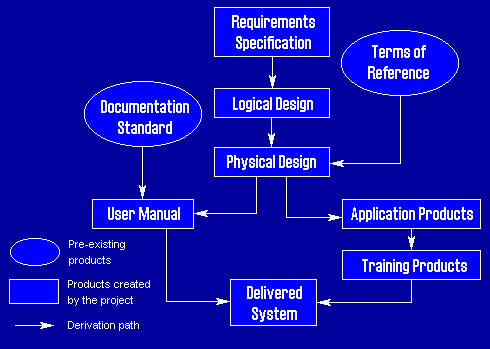 Requirements
Specification
Terms of
Reference
Documentation
Standard
Logical Design
Physical Design
User Manual
Application Products
Training Products
Delivered
System
Pre-existing
products
Products created
by the project
Derivation path